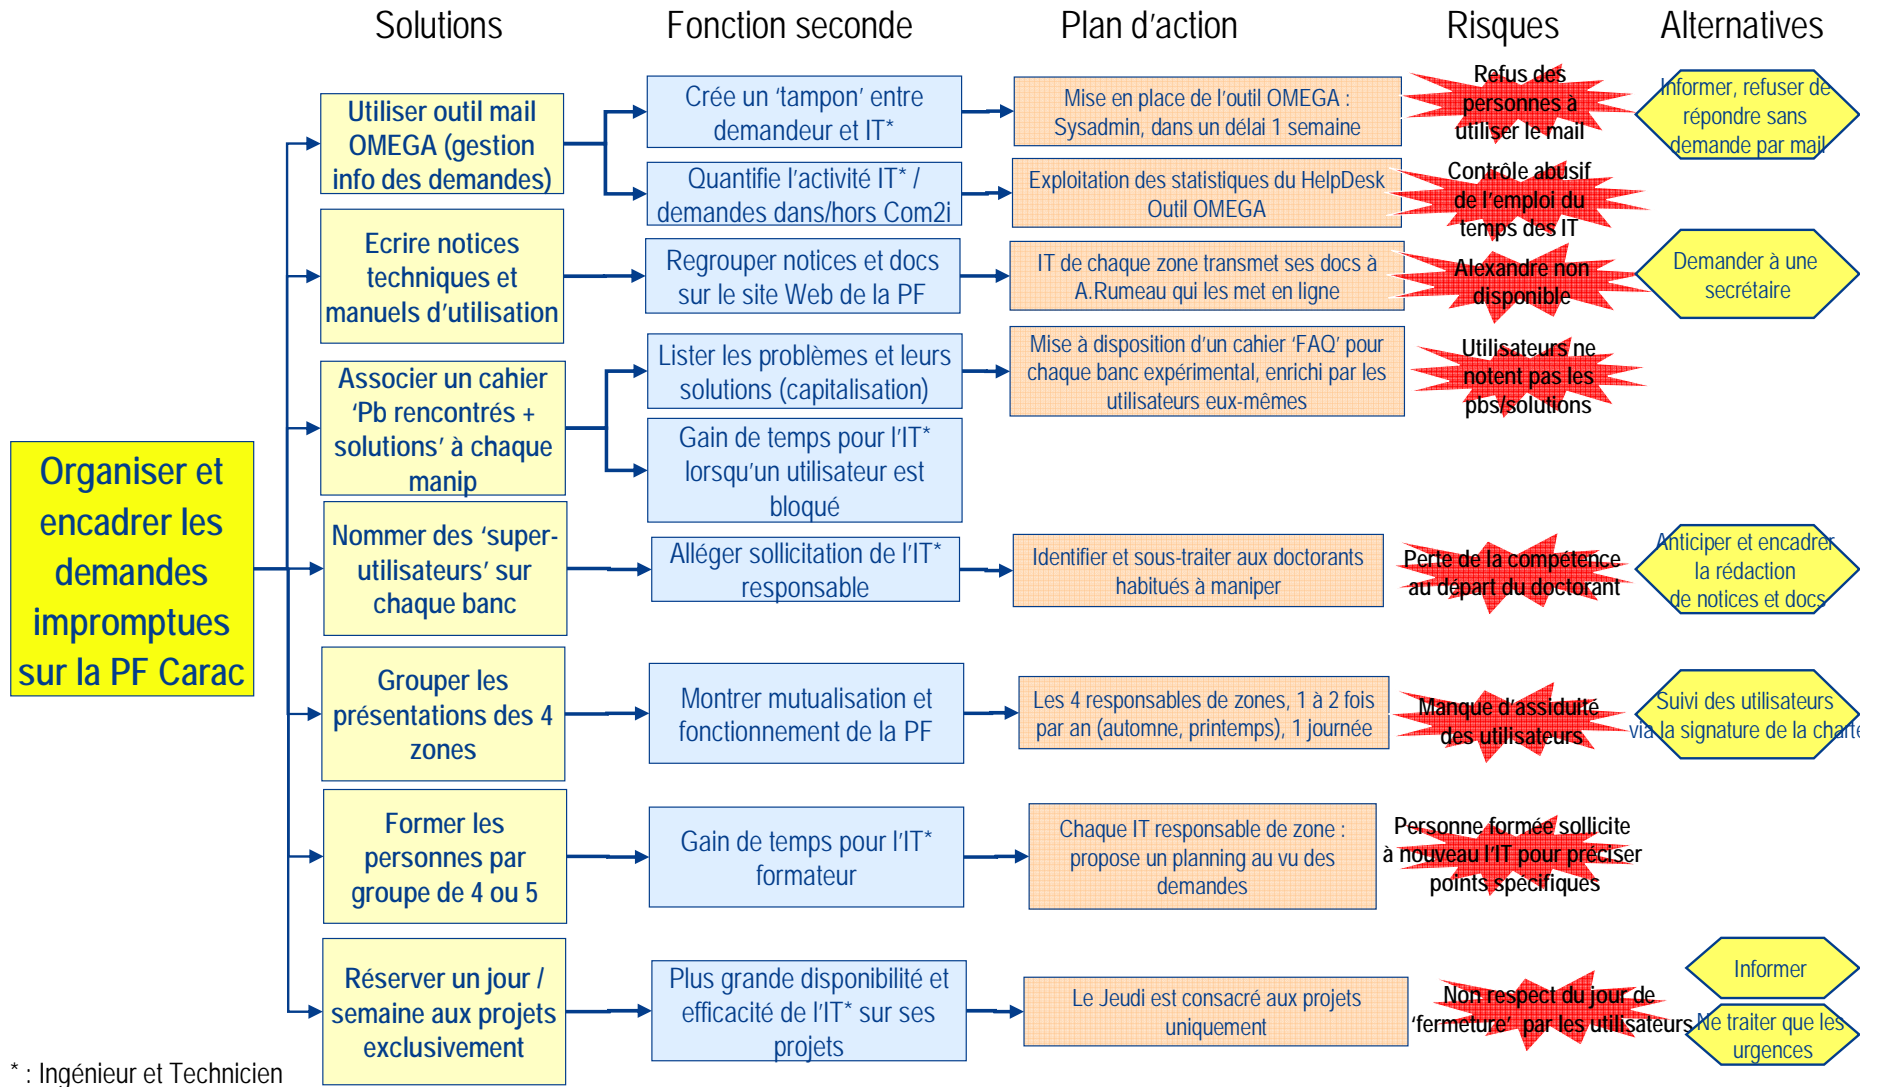 Solutions
Fonction seconde
Plan d'action
Risques
Alternatives
Organiser et
encadrer les
demandes
impromptues
sur la PF Carac
Utiliser outil mail
OMEGA (gestion
info des demandes)
Crée un ‘tampon’ entre
demandeur et IT*
Mise en place de l’outil OMEGA :
Sysadmin, dans un délai 1 semaine
Refus des
personnes à
utiliser le mail
Informer, refuser de
répondre sans
demande par mail
Quantifie l’activité IT* /
demandes dans/hors Com2i
Exploitation des statistiques du HelpDesk
Outil OMEGA
Contrôle abusif
de l’emploi du
temps des IT
Ecrire notices
techniques et
manuels d’utilisation
Regrouper notices et docs
sur le site Web de la PF
IT de chaque zone transmet ses docs à
A.Rumeau qui les met en ligne
Alexandre non
disponible
Demander à une
secrétaire
Associer un cahier
‘Pb rencontrés +
solutions’ à chaque
manip
Lister les problèmes et leurs
solutions (capitalisation)
Mise à disposition d’un cahier ‘FAQ’ pour
chaque banc expérimental, enrichi par les
utilisateurs eux-mêmes
Utilisateurs ne
notent pas les
pbs/solutions
Gain de temps pour l’IT*
lorsqu’un utilisateur est
bloqué
Nommer des ‘super-
utilisateurs’ sur
chaque banc
Alléger sollicitation de l’IT*
responsable
Identifier et sous-traiter aux doctorants
habitués à maniper
Perte de la compétence
au départ du doctorant
Anticiper et encadrer
la rédaction
de notices et docs
Grouper les
présentations des 4
zones
Montrer mutualisation et
fonctionnement de la PF
Les 4 responsables de zones, 1 à 2 fois
par an (automne, printemps), 1 journée
Manque d’assiduité
des utilisateurs
Suivi des utilisateurs
via la signature de la charte
Former les
personnes par
groupe de 4 ou 5
Gain de temps pour l’IT*
formateur
Chaque IT responsable de zone :
propose un planning au vu des
demandes
Personne formée sollicite
à nouveau l’IT pour préciser
points spécifiques
Réserver un jour /
semaine aux projets
exclusivement
Plus grande disponibilité et
efficacité de l’IT* sur ses
projets
Le Jeudi est consacré aux projets
uniquement
Non respect du jour de
‘fermeture’ par les utilisateurs
Informer
Ne traiter que les
urgences
* : Ingénieur et Technicien